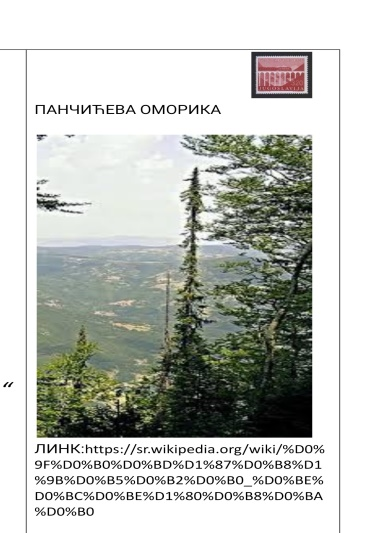 JUGOSLAVIJA
ПАНЧИЋЕВА ОМОРИКА
“
ЛИНК:https://sr.wikipedia.org/wiki/%D0%
9F%D0%B0%D0%BD%D1%87%D0%B8%D1
%9B%D0%B5%D0%B2%D0%B0_%D0%BE%
D0%BC%D0%BE%D1%80%D0%B8%D0%BA
%D0%B0